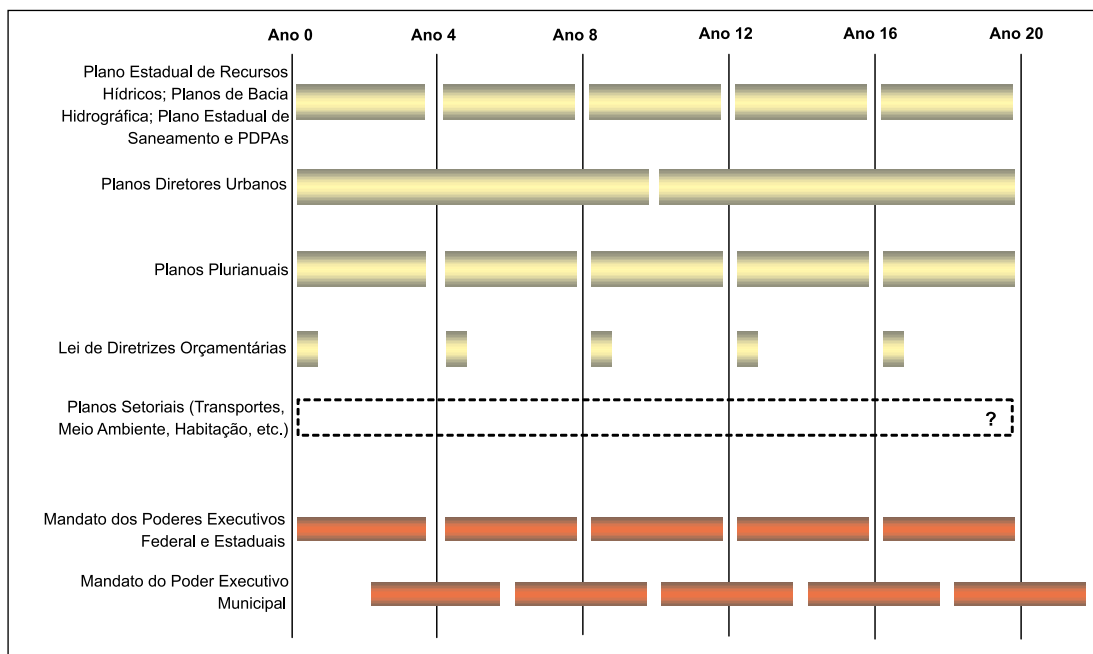 Ano 0 Ano 4 Ano 8 Ano 12 Ano 16 Ano 20
Plano Estadual de Recursos
Hídricos; Planos de Bacia
Hidrográfica; Plano Estadual de
Saneamento e PDPAs
Planos Diretores Urbanos
Planos Plurianuais
Lei de Diretrizes Orçamentárias
Planos Setoriais (Transportes,
Meio Ambiente, Habitação, etc.)
?
Mandato dos Poderes Executivos
Federal e Estaduais
Mandato do Poder Executivo
Municipal